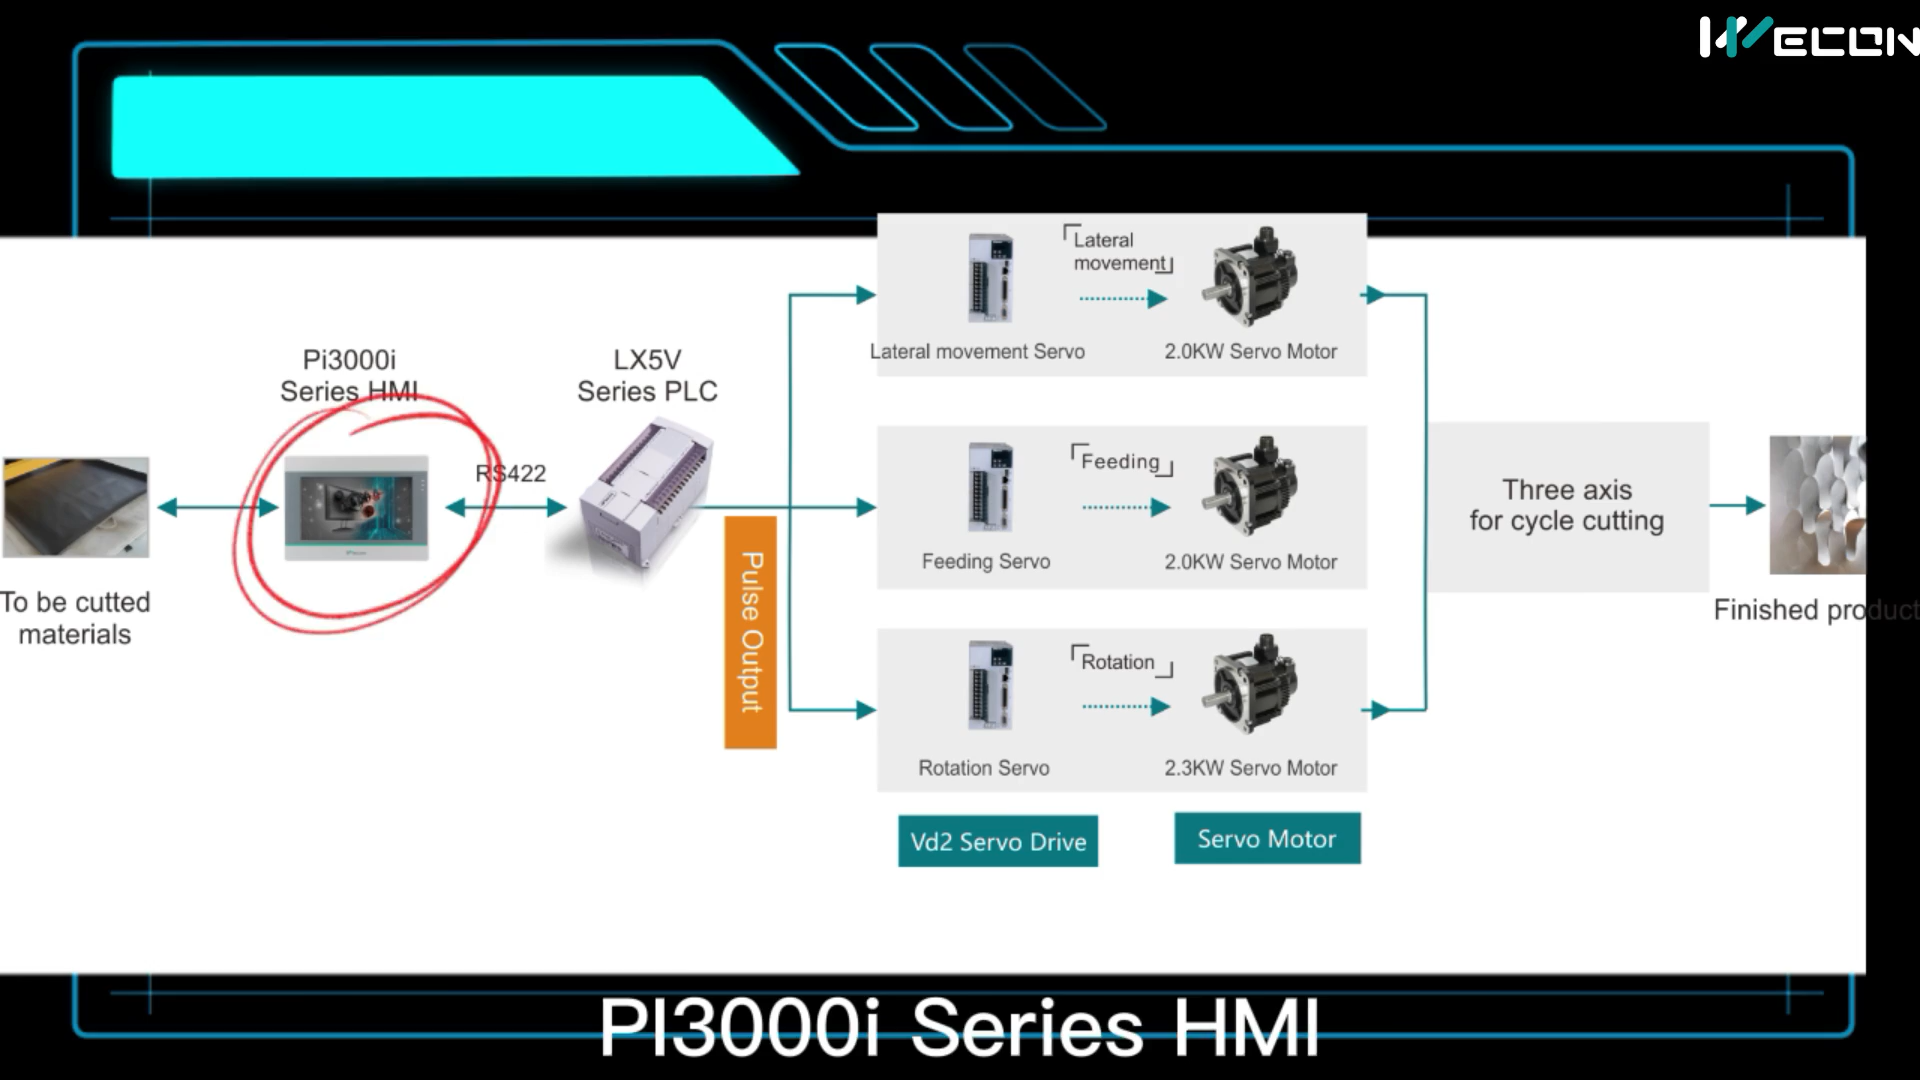 WECON
Lateral
movement
Lateral movement Servo
2.0KW Servo Motor
Pi3000i
Series HMI
LX5V
Series PLC
RS422
Feeding
Feeding Servo
2.0KW Servo Motor
Three axis
for cycle cutting
To be cutted
materials
Finished product
Pulse Output
Rotation
Rotation Servo
2.3KW Servo Motor
Vd2 Servo Drive
Servo Motor
PI3000i Series HMI